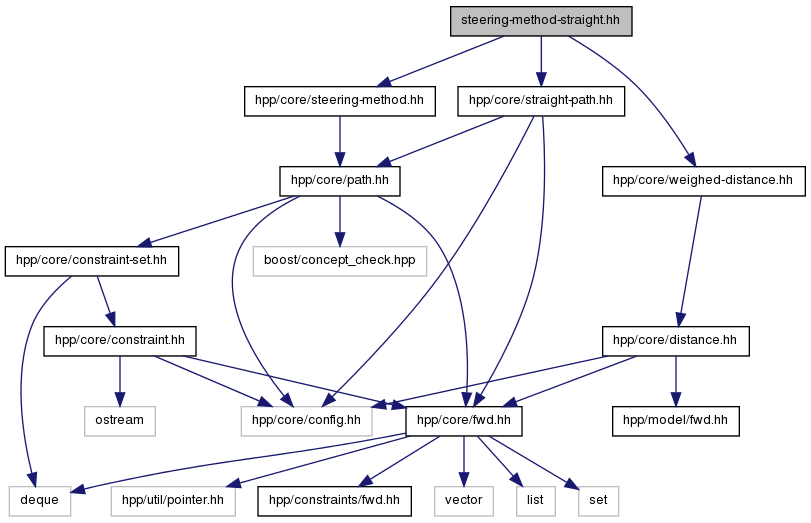 steering-method-straight.hh
hpp/core/steering-method.hh
hpp/core/straight-path.hh
hpp/core/path.hh
hpp/core/weighed-distance.hh
hpp/core/constraint-set.hh
boost/concept_check.hpp
hpp/core/constraint.hh
hpp/core/distance.hh
ostream
hpp/core/config.hh
hpp/core/fwd.hh
hpp/model/fwd.hh
deque
hpp/util/pointer.hh
hpp/constraints/fwd.hh
vector
list
set